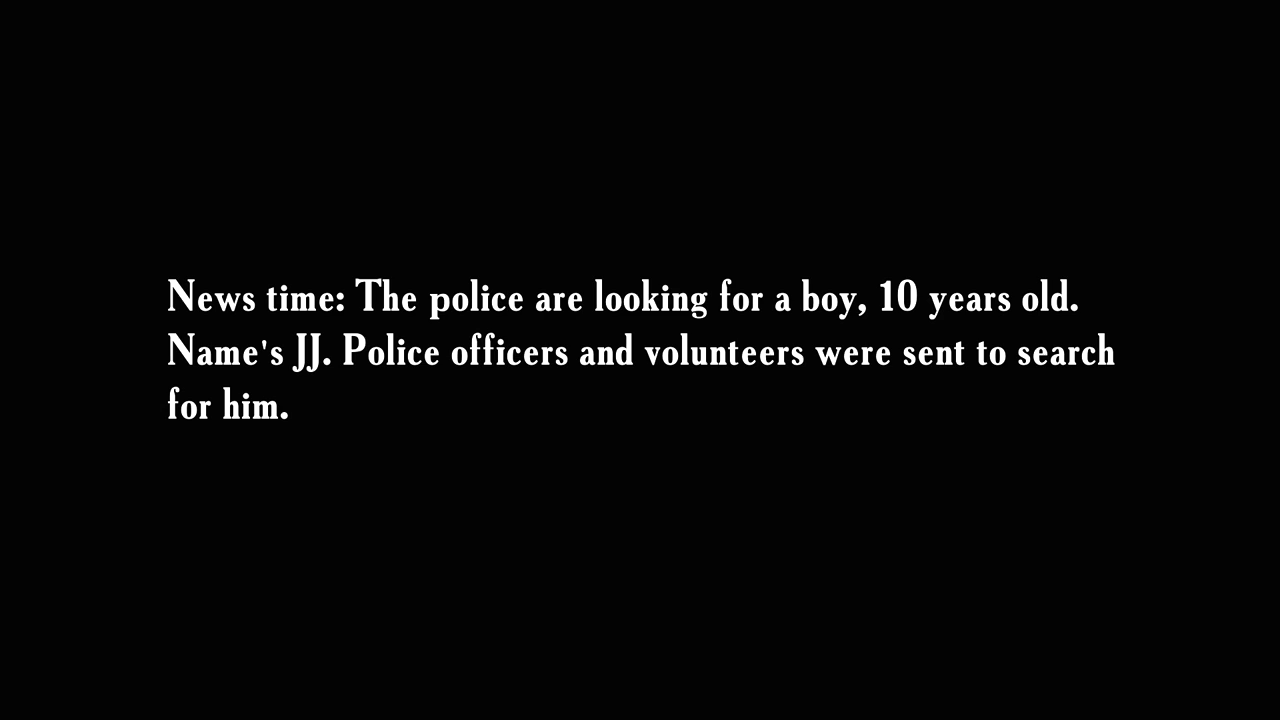 News time: The police are looking for a boy, 10 years old.
Name's JJ. Police officers and volunteers were sent to search
for him.